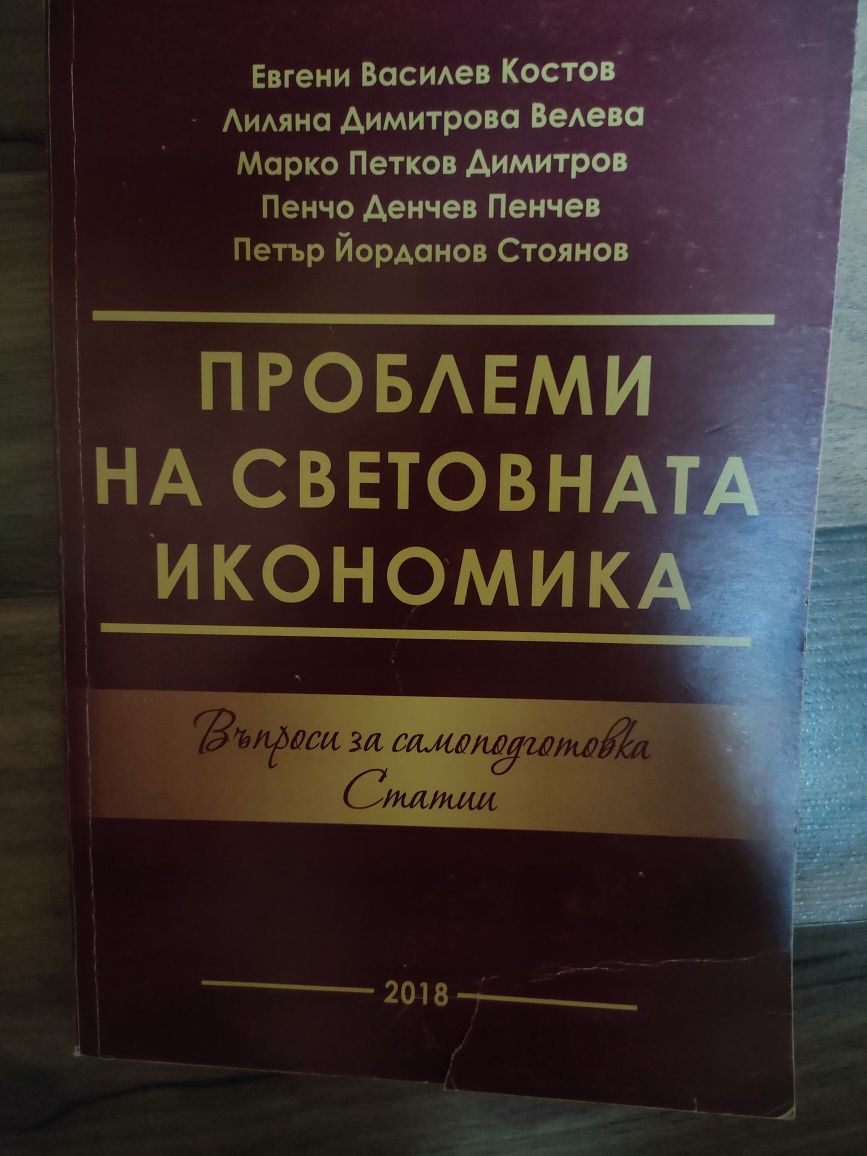 Евгени Василев Костов
Лиляна Димитрова Велева
Марко Петков Димитров
Пенчо Денчев Пенчев
Петър Йорданов Стоянов
ПРОБЛЕМИ
НА СВЕТОВНАТА
ИКОНОМИКА
Въпроси за самоподготовка
Статии
2018